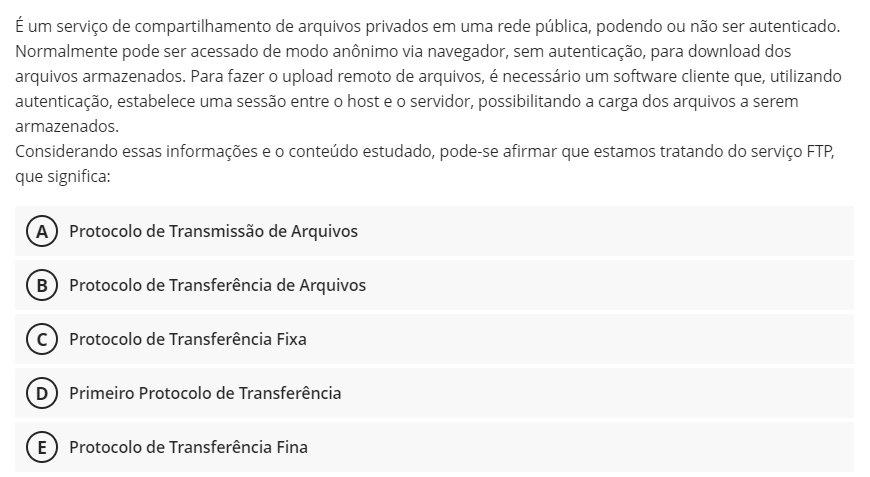 É um serviço de compartilhamento de arquivos privados em uma rede pública, podendo ou não ser autenticado.
Normalmente pode ser acessado de modo anônimo via navegador, sem autenticação, para download dos
arquivos armazenados. Para fazer o upload remoto de arquivos, é necessário um software cliente que, utilizando
autenticação, estabelece uma sessão entre o host e o servidor, possibilitando a carga dos arquivos a serem
armazenados.
Considerando essas informações e o conteúdo estudado, pode-se afirmar que estamos tratando do serviço FTP,
que significa:
A Protocolo de Transmissão de Arquivos
B Protocolo de Transferência de Arquivos
C Protocolo de Transferência Fixa
D Primeiro Protocolo de Transferência
E Protocolo de Transferência Fina